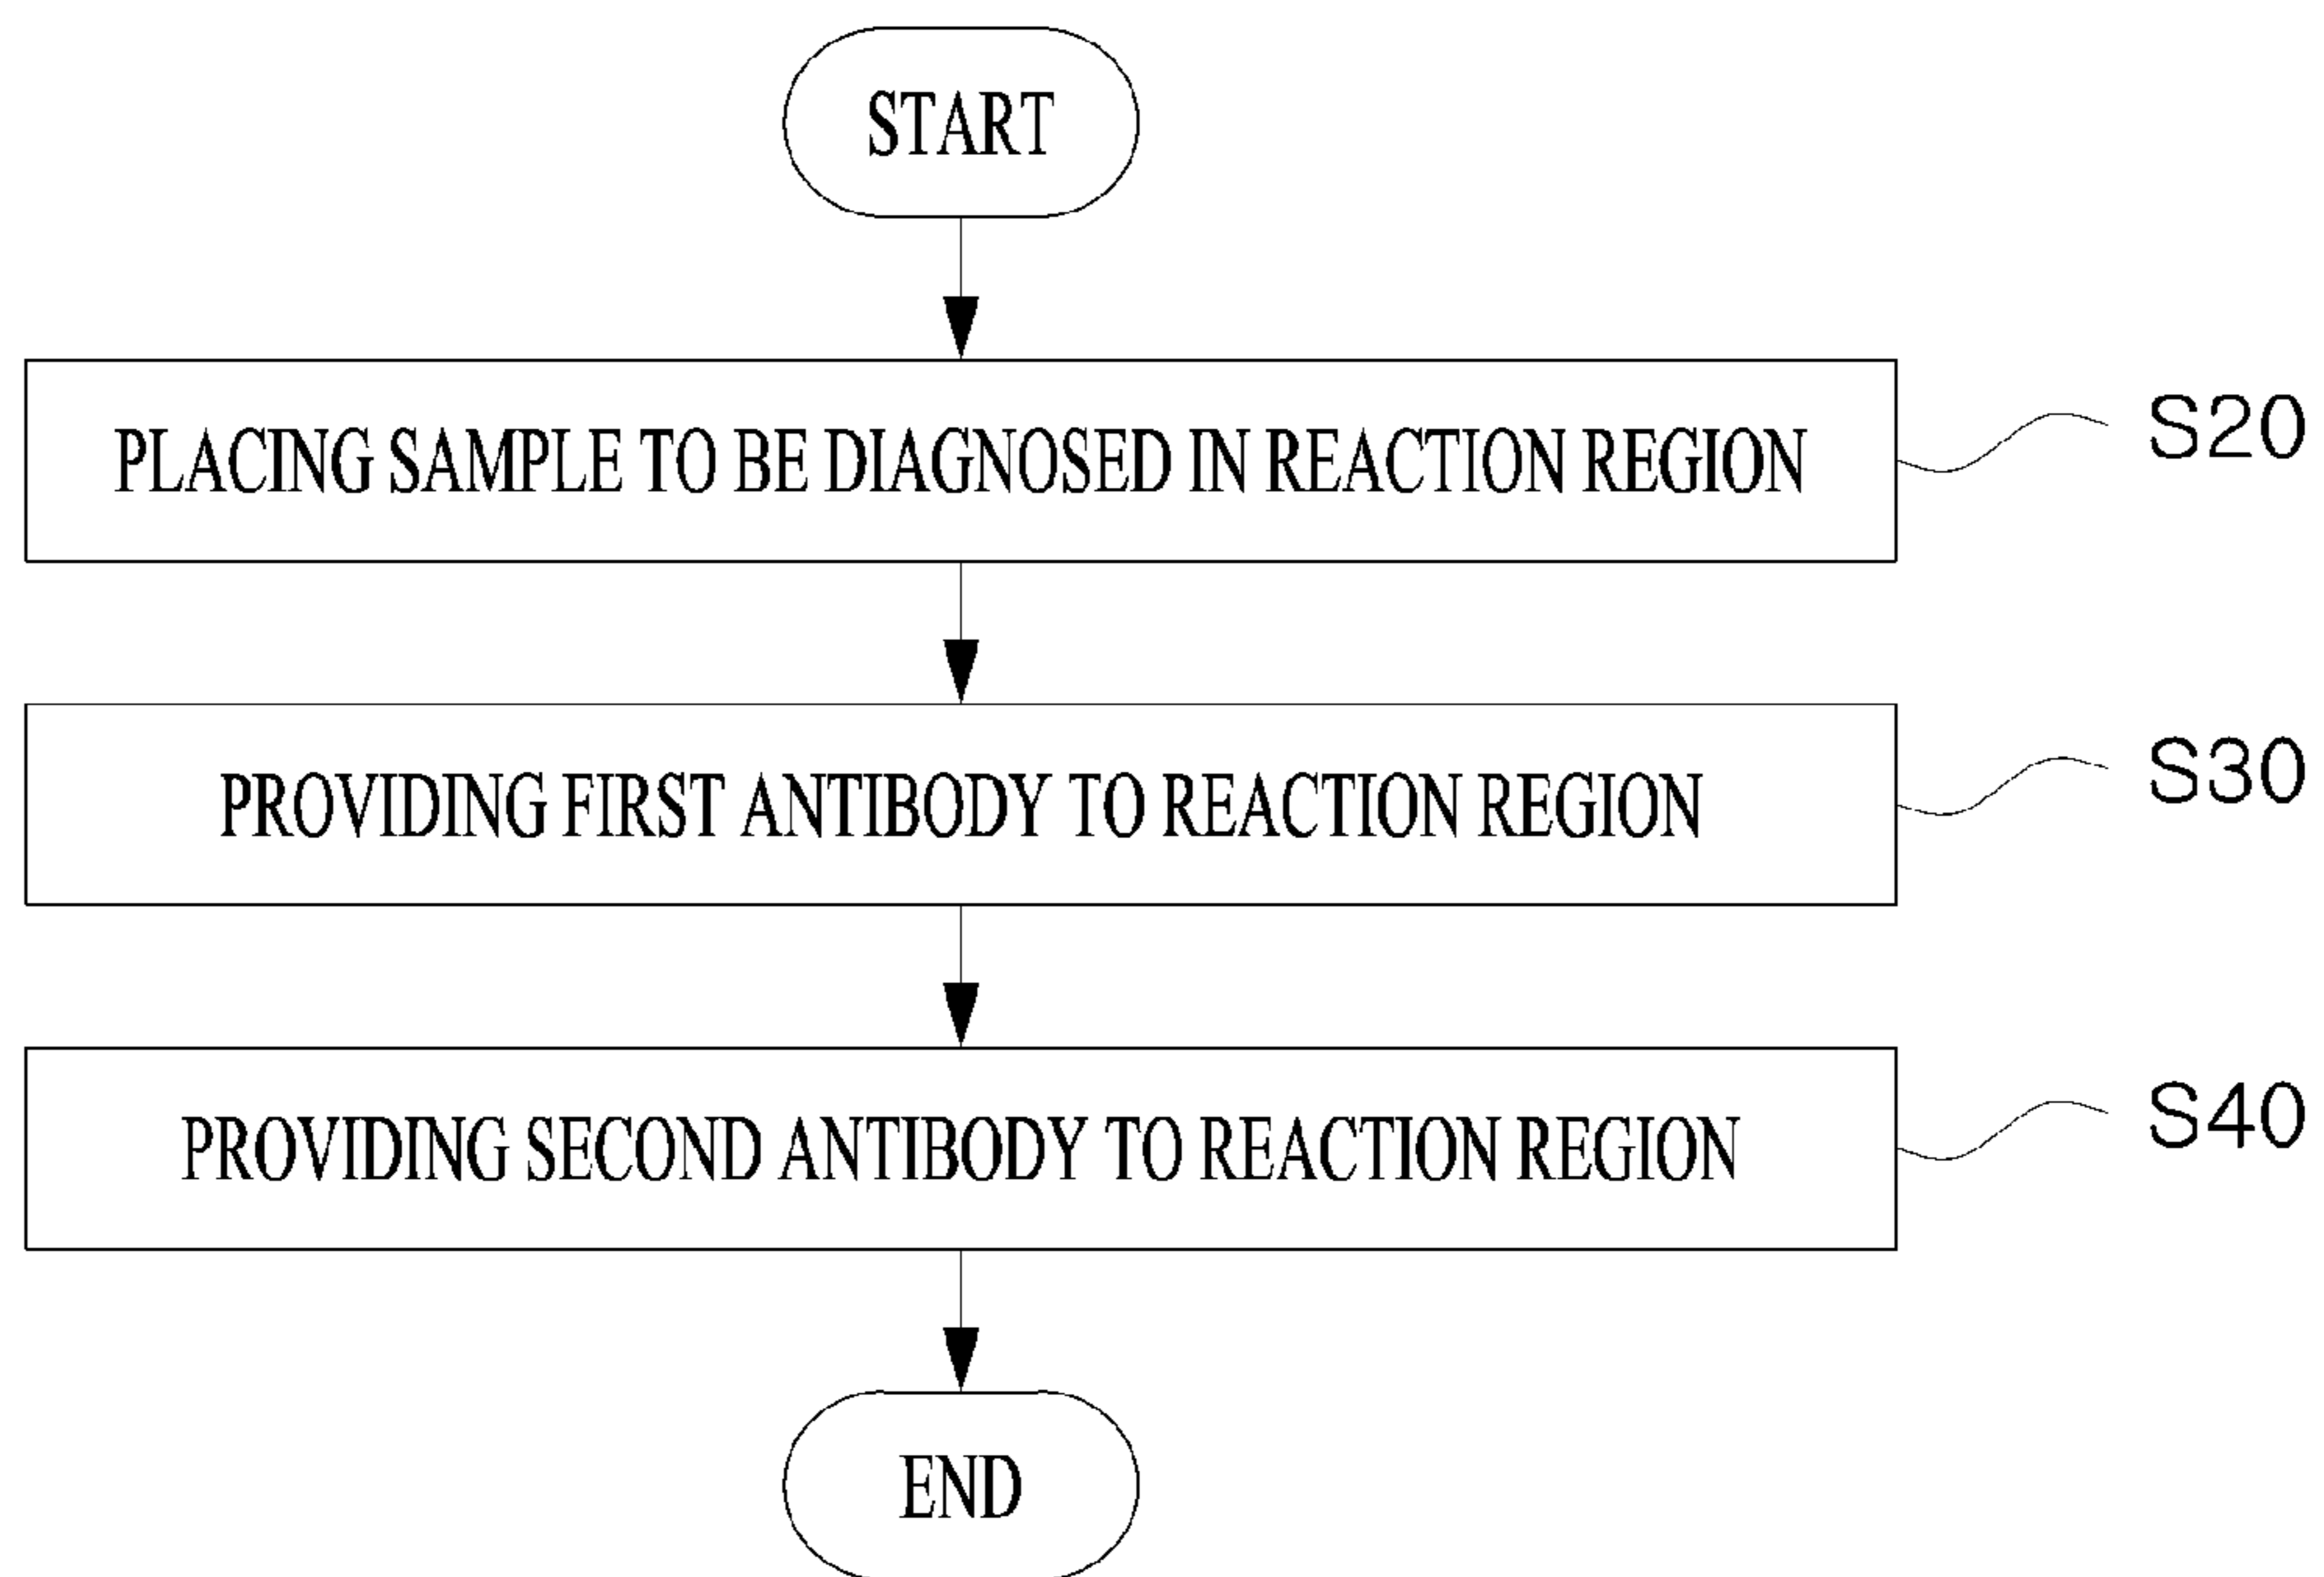 START
PLACING SAMPLE TO BE DIAGNOSED IN REACTION REGION
S20
PROVIDING FIRST ANTIBODY TO REACTION REGION
S30
PROVIDING SECOND ANTIBODY TO REACTION REGION
S40
END